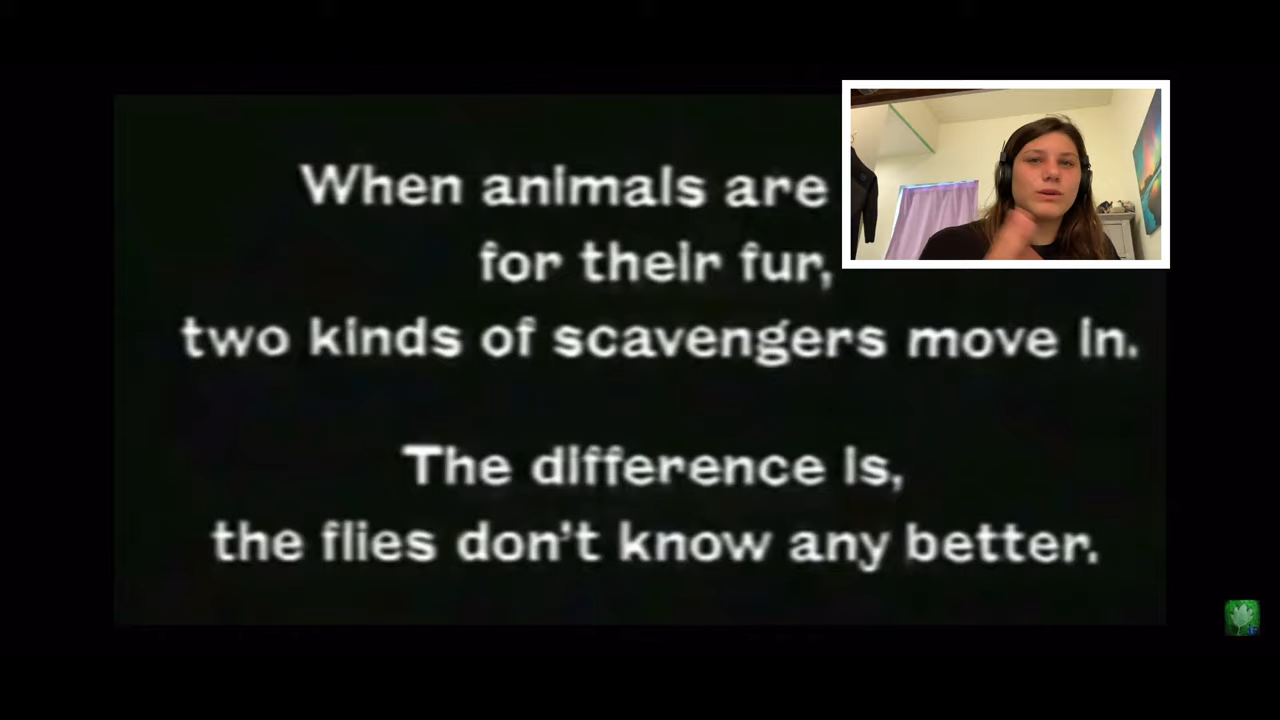 When animals are
for their fur,
two kinds of scavengers move in.
The difference is,
the flies don't know any better.